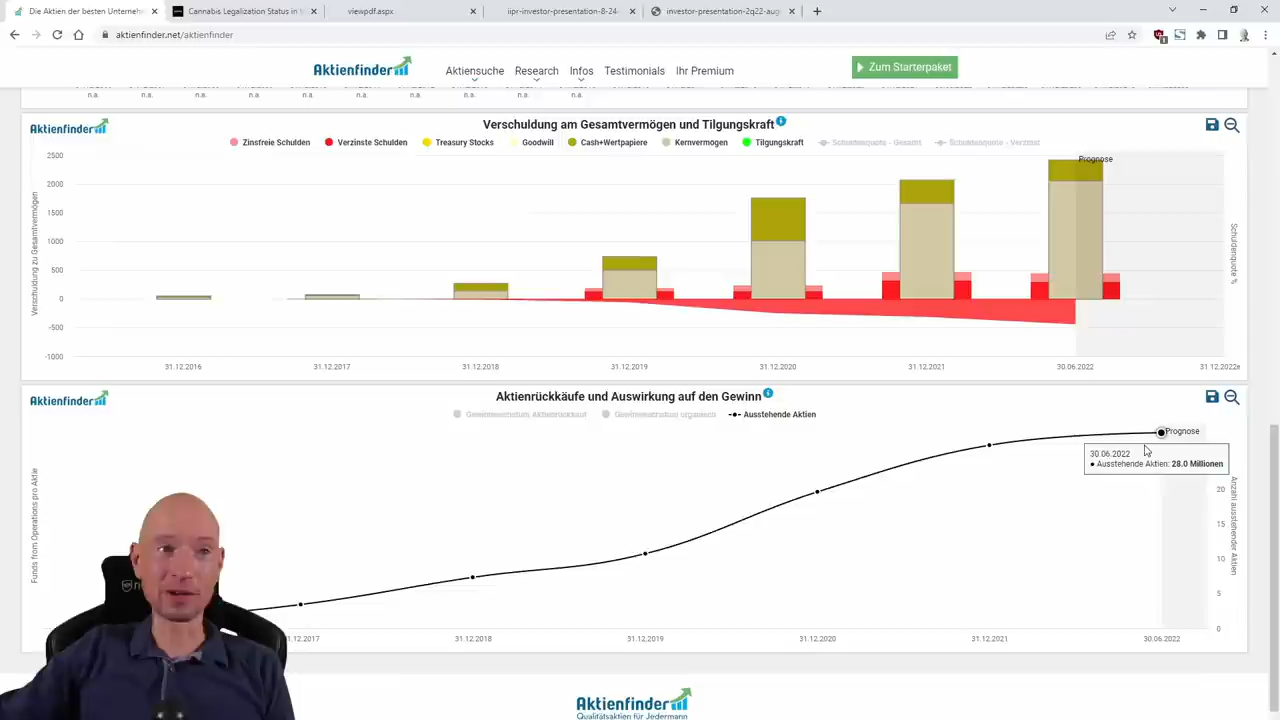 Die Aktien der besten Unterneh
Cannabis Legalization Status in t
viewpdf.aspx
iipr-investor-presentation-8-24-
investor-presentation-2q22-aug
aktienfinder.net/aktienfinder
Aktienfinder
Aktiensuche
Research
Infos
Testimonials
Ihr Premium
Zum Starterpaket
n.a. n.a. n.a. n.a. n.a. n.a. n.a. n.a. n.a. n.a.
Aktienfinder
Verschuldung am Gesamtvermögen und Tilgungskraft
Zinsfreie Schulden
Verzinste Schulden
Treasury Stocks
Goodwill
Cash+Wertpapiere
Kernvermögen
Tilgungskraft
Schuldenquote - Gesamt
Schuldenquote - Verzinst
Verschuldung zu Gesamtvermögen
2500
2000
1500
1000
500
0
-500
-1000
Prognose
Schuldenquote %
31.12.2016
31.12.2017
31.12.2018
31.12.2019
31.12.2020
31.12.2021
30.06.2022
31.12.2022e
Aktienfinder
Aktienrückkäufe und Auswirkung auf den Gewinn
Gewinnwachstum Aktienrückkauf
Gewinnwachstum organisch
Ausstehende Aktien
Prognose
30.06.2022
Ausstehende Aktien: 28.0 Millionen
Funds from Operations pro Aktie
Anzahl ausstehender Aktien
20
15
10
5
0
.12.2017
31.12.2018
31.12.2019
31.12.2020
31.12.2021
30.06.2022
Aktienfinder
Qualitätsaktien für Jedermann